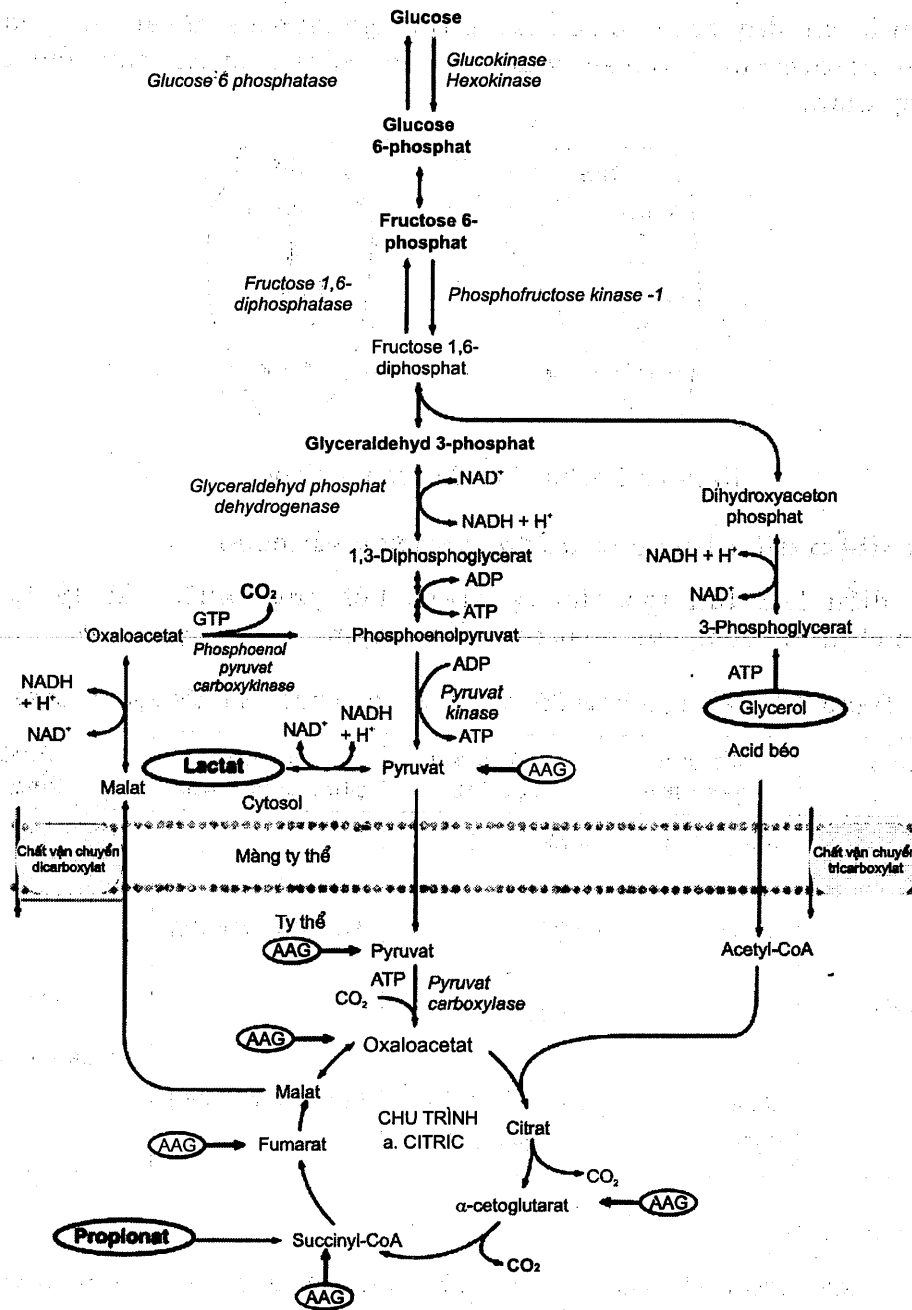 Glucose
Glucose 6 phosphatase
Glucokinase
Hexokinase
Glucose
6-phosphat
Fructose 6-
phosphat
Fructose 1,6-
diphosphatase
Phosphofructose kinase -1
Fructose 1,6-
diphosphat
Glyceraldehyd 3-phosphat
Glyceraldehyd phosphat
dehydrogenase
NAD⁺
NADH + H⁺
Dihydroxyaceton
phosphat
1,3-Diphosphoglycerat
NADH + H⁺
NAD⁺
ADP
ATP
CO₂
GTP
Oxaloacetat
Phosphoenol
pyruvat
carboxykinase
Phosphoenolpyruvat
3-Phosphoglycerat
ADP
Pyruvat
kinase
ATP
ATP
Glycerol
NADH
+ H⁺
NAD⁺
NAD⁺
NADH
+ H⁺
Acid béo
Malat
Lactat
Pyruvat
AAG
Cytosol
Chất vận chuyển
dicarboxylat
Màng ty thể
Chất vận chuyển
tricarboxylat
Ty thể
AAG
Pyruvat
Acetyl-CoA
ATP
CO₂
Pyruvat
carboxylase
AAG
Oxaloacetat
Malat
CHU TRÌNH
a. CITRIC
Citrat
AAG
Fumarat
CO₂
α-cetoglutarat
AAG
Propionat
Succinyl-CoA
CO₂
AAG